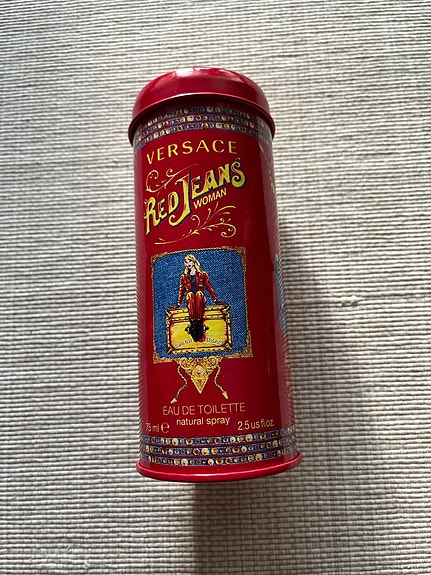 VERSACE
RED JEANS
WOMAN
EAU DE TOILETTE
75 ml ℮ natural spray 2.5 us fl.oz.